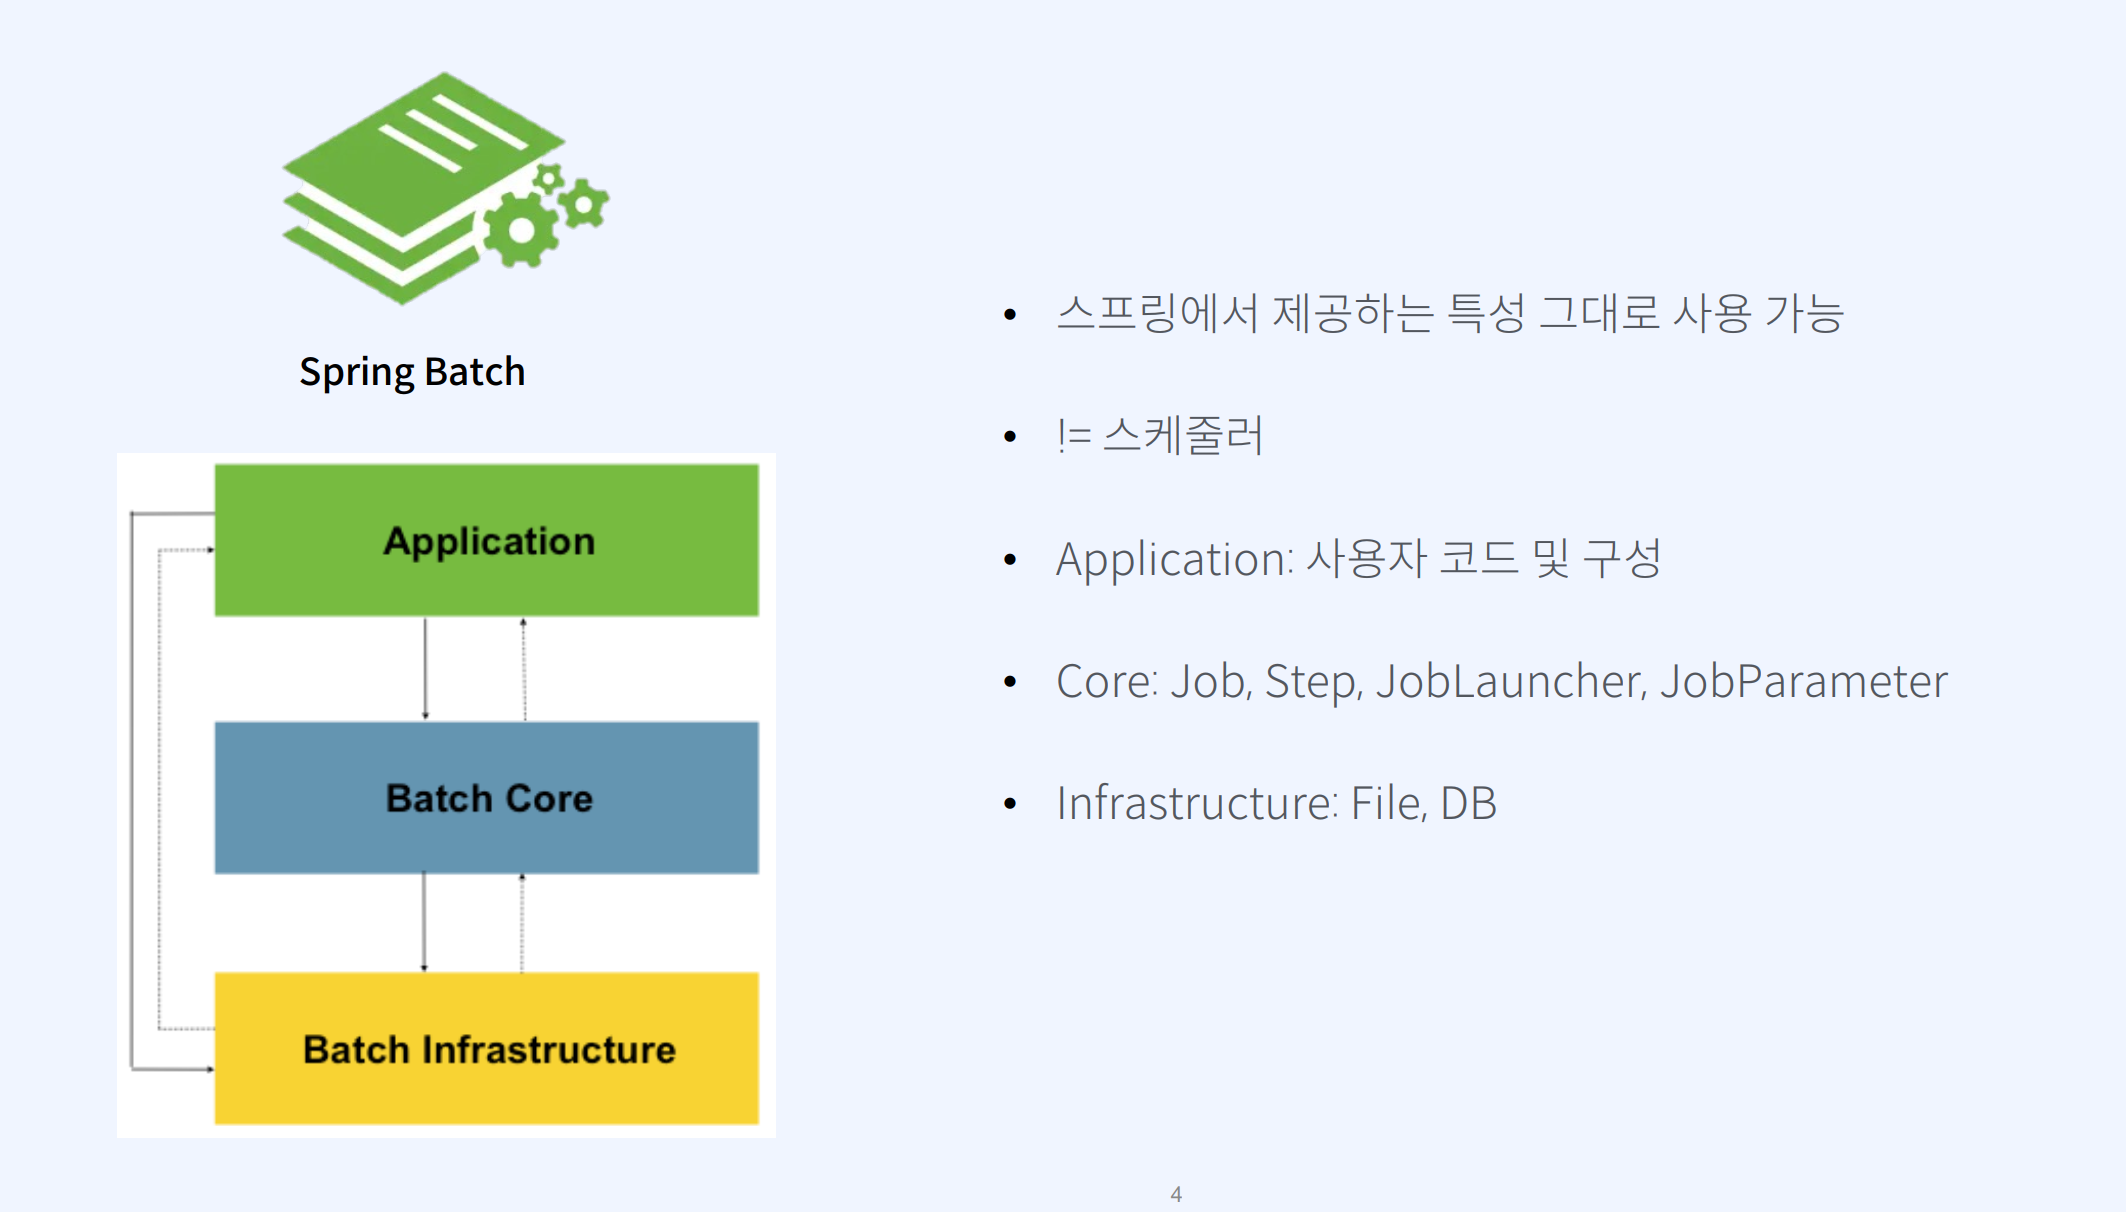 Spring Batch
Application
Batch Core
Batch Infrastructure
• 스프링에서 제공하는 특성 그대로 사용 가능
• != 스케줄러
• Application: 사용자 코드 및 구성
• Core: Job, Step, JobLauncher, JobParameter
• Infrastructure: File, DB
4